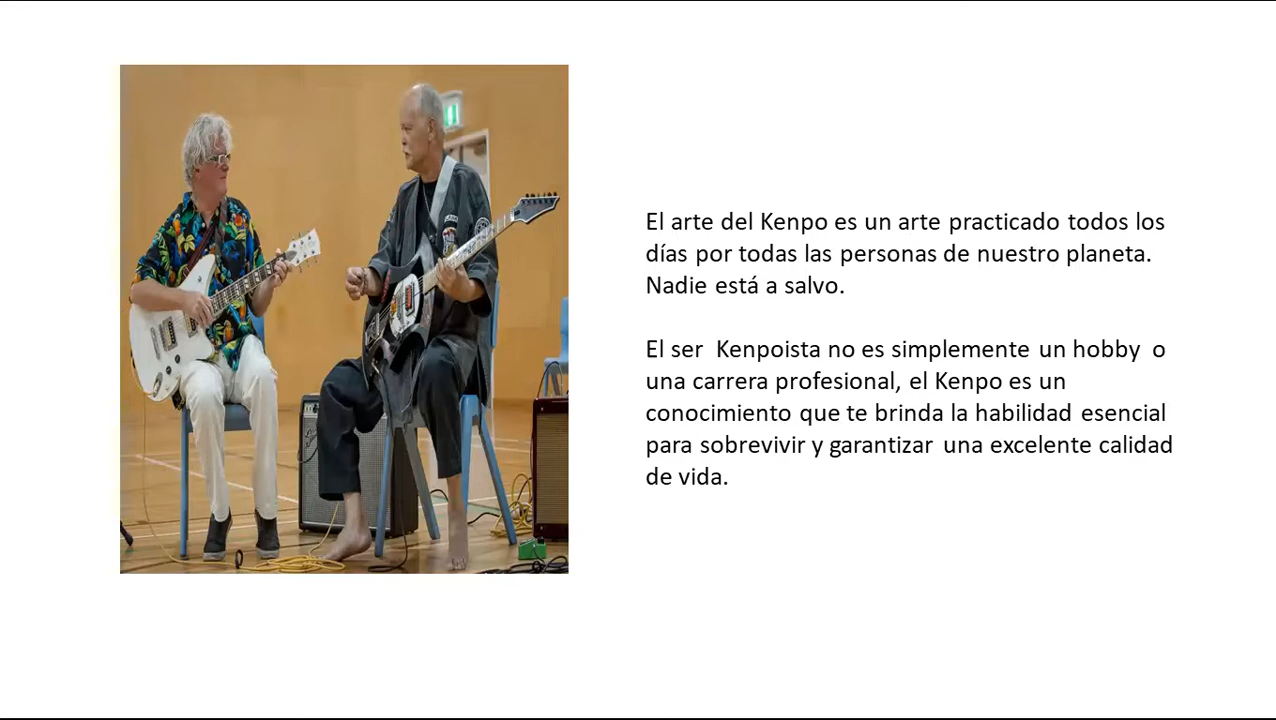 El arte del Kenpo es un arte practicado todos los
días por todas las personas de nuestro planeta.
Nadie está a salvo.
El ser Kenpoista no es simplemente un hobby o
una carrera profesional, el Kenpo es un
conocimiento que te brinda la habilidad esencial
para sobrevivir y garantizar una excelente calidad
de vida.